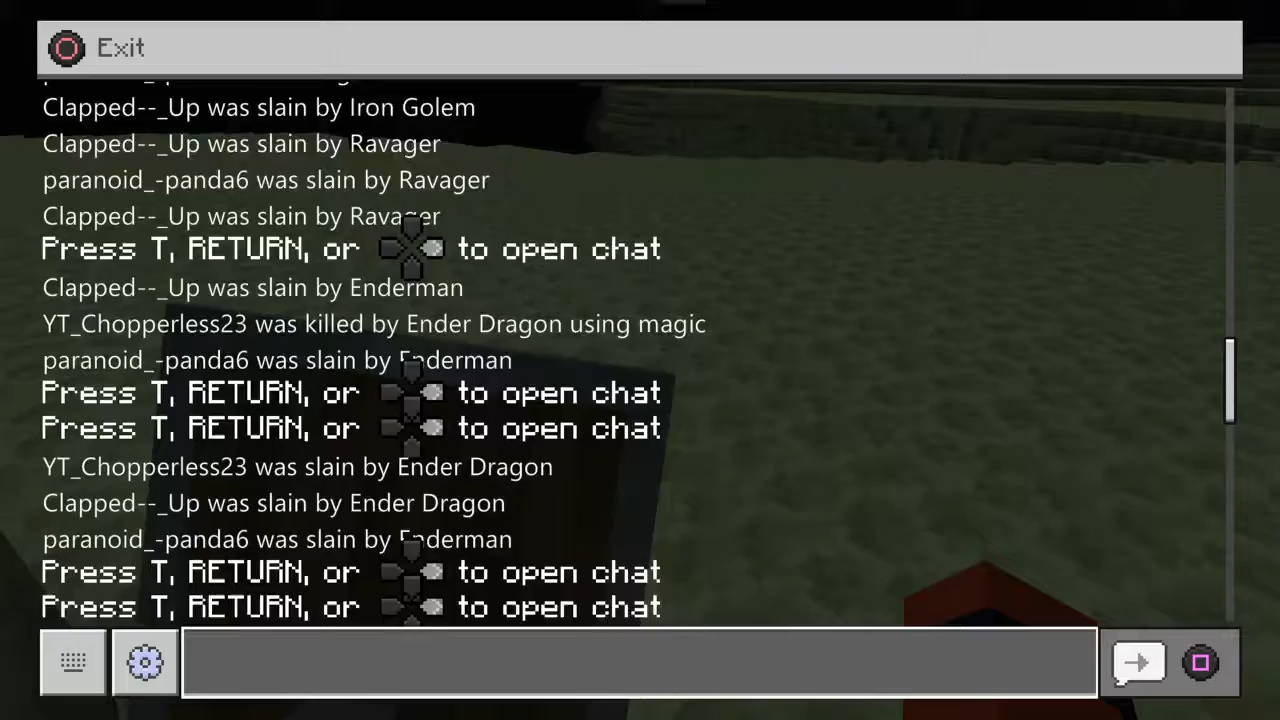 Exit
Clapped--_Up was slain by Iron Golem
Clapped--_Up was slain by Ravager
paranoid_-panda6 was slain by Ravager
Clapped--_Up was slain by Ravager
Press T, RETURN, or to open chat
Clapped--_Up was slain by Enderman
YT_Chopperless23 was killed by Ender Dragon using magic
paranoid_-panda6 was slain by Enderman
Press T, RETURN, or to open chat
Press T, RETURN, or to open chat
YT_Chopperless23 was slain by Ender Dragon
Clapped--_Up was slain by Ender Dragon
paranoid_-panda6 was slain by Enderman
Press T, RETURN, or to open chat
Press T, RETURN, or to open chat